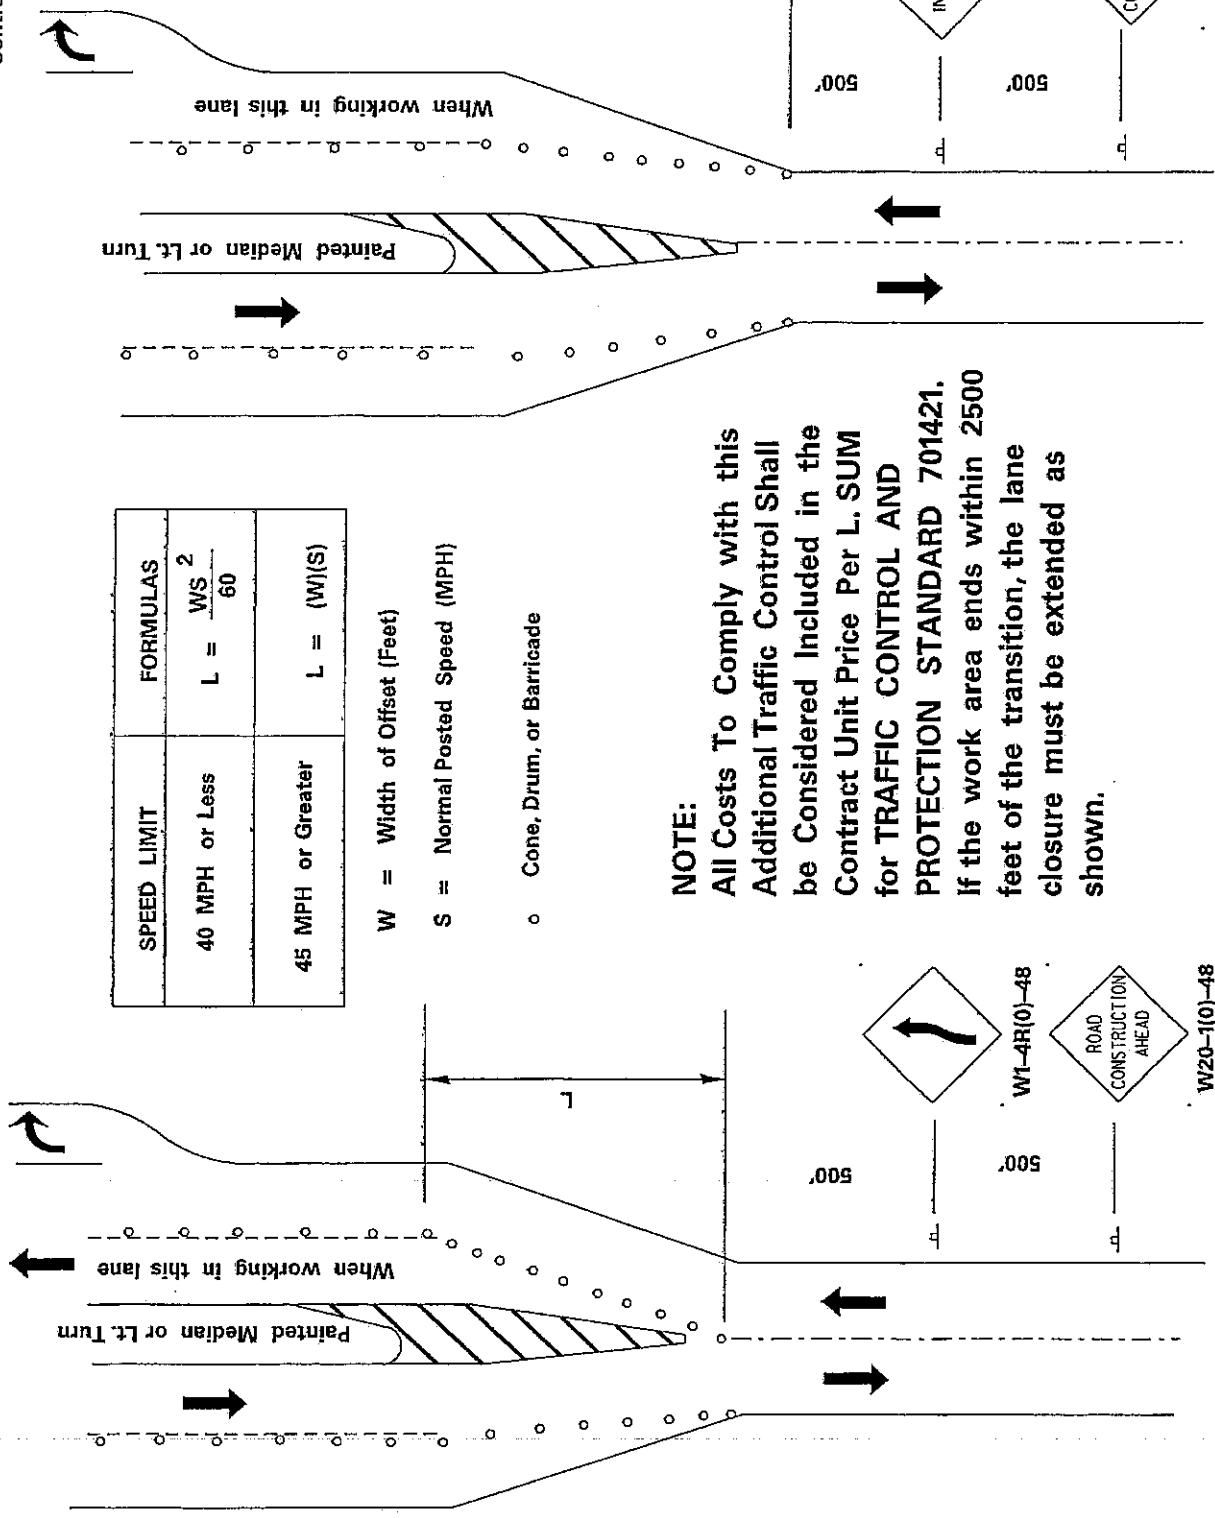 SPEED LIMIT
FORMULAS
40 MPH or Less
L = WS²
60
45 MPH or Greater
L = (W)(S)
W = Width of Offset (Feet)
S = Normal Posted Speed (MPH)
o Cone, Drum, or Barricade
NOTE:
All Costs To Comply with this
Additional Traffic Control Shall
be Considered Included in the
Contract Unit Price Per L. SUM
for TRAFFIC CONTROL AND
PROTECTION STANDARD 701421.
If the work area ends within 2500
feet of the transition, the lane
closure must be extended as
shown.
Painted Median or Lt. Turn
When working in this lane
L
500'
500'
W1-4R(O)-48
ROAD
CONSTRUCTION
AHEAD
W20-1(O)-48
Painted Median or Lt. Turn
When working in this lane
500'
500'
IN
CO